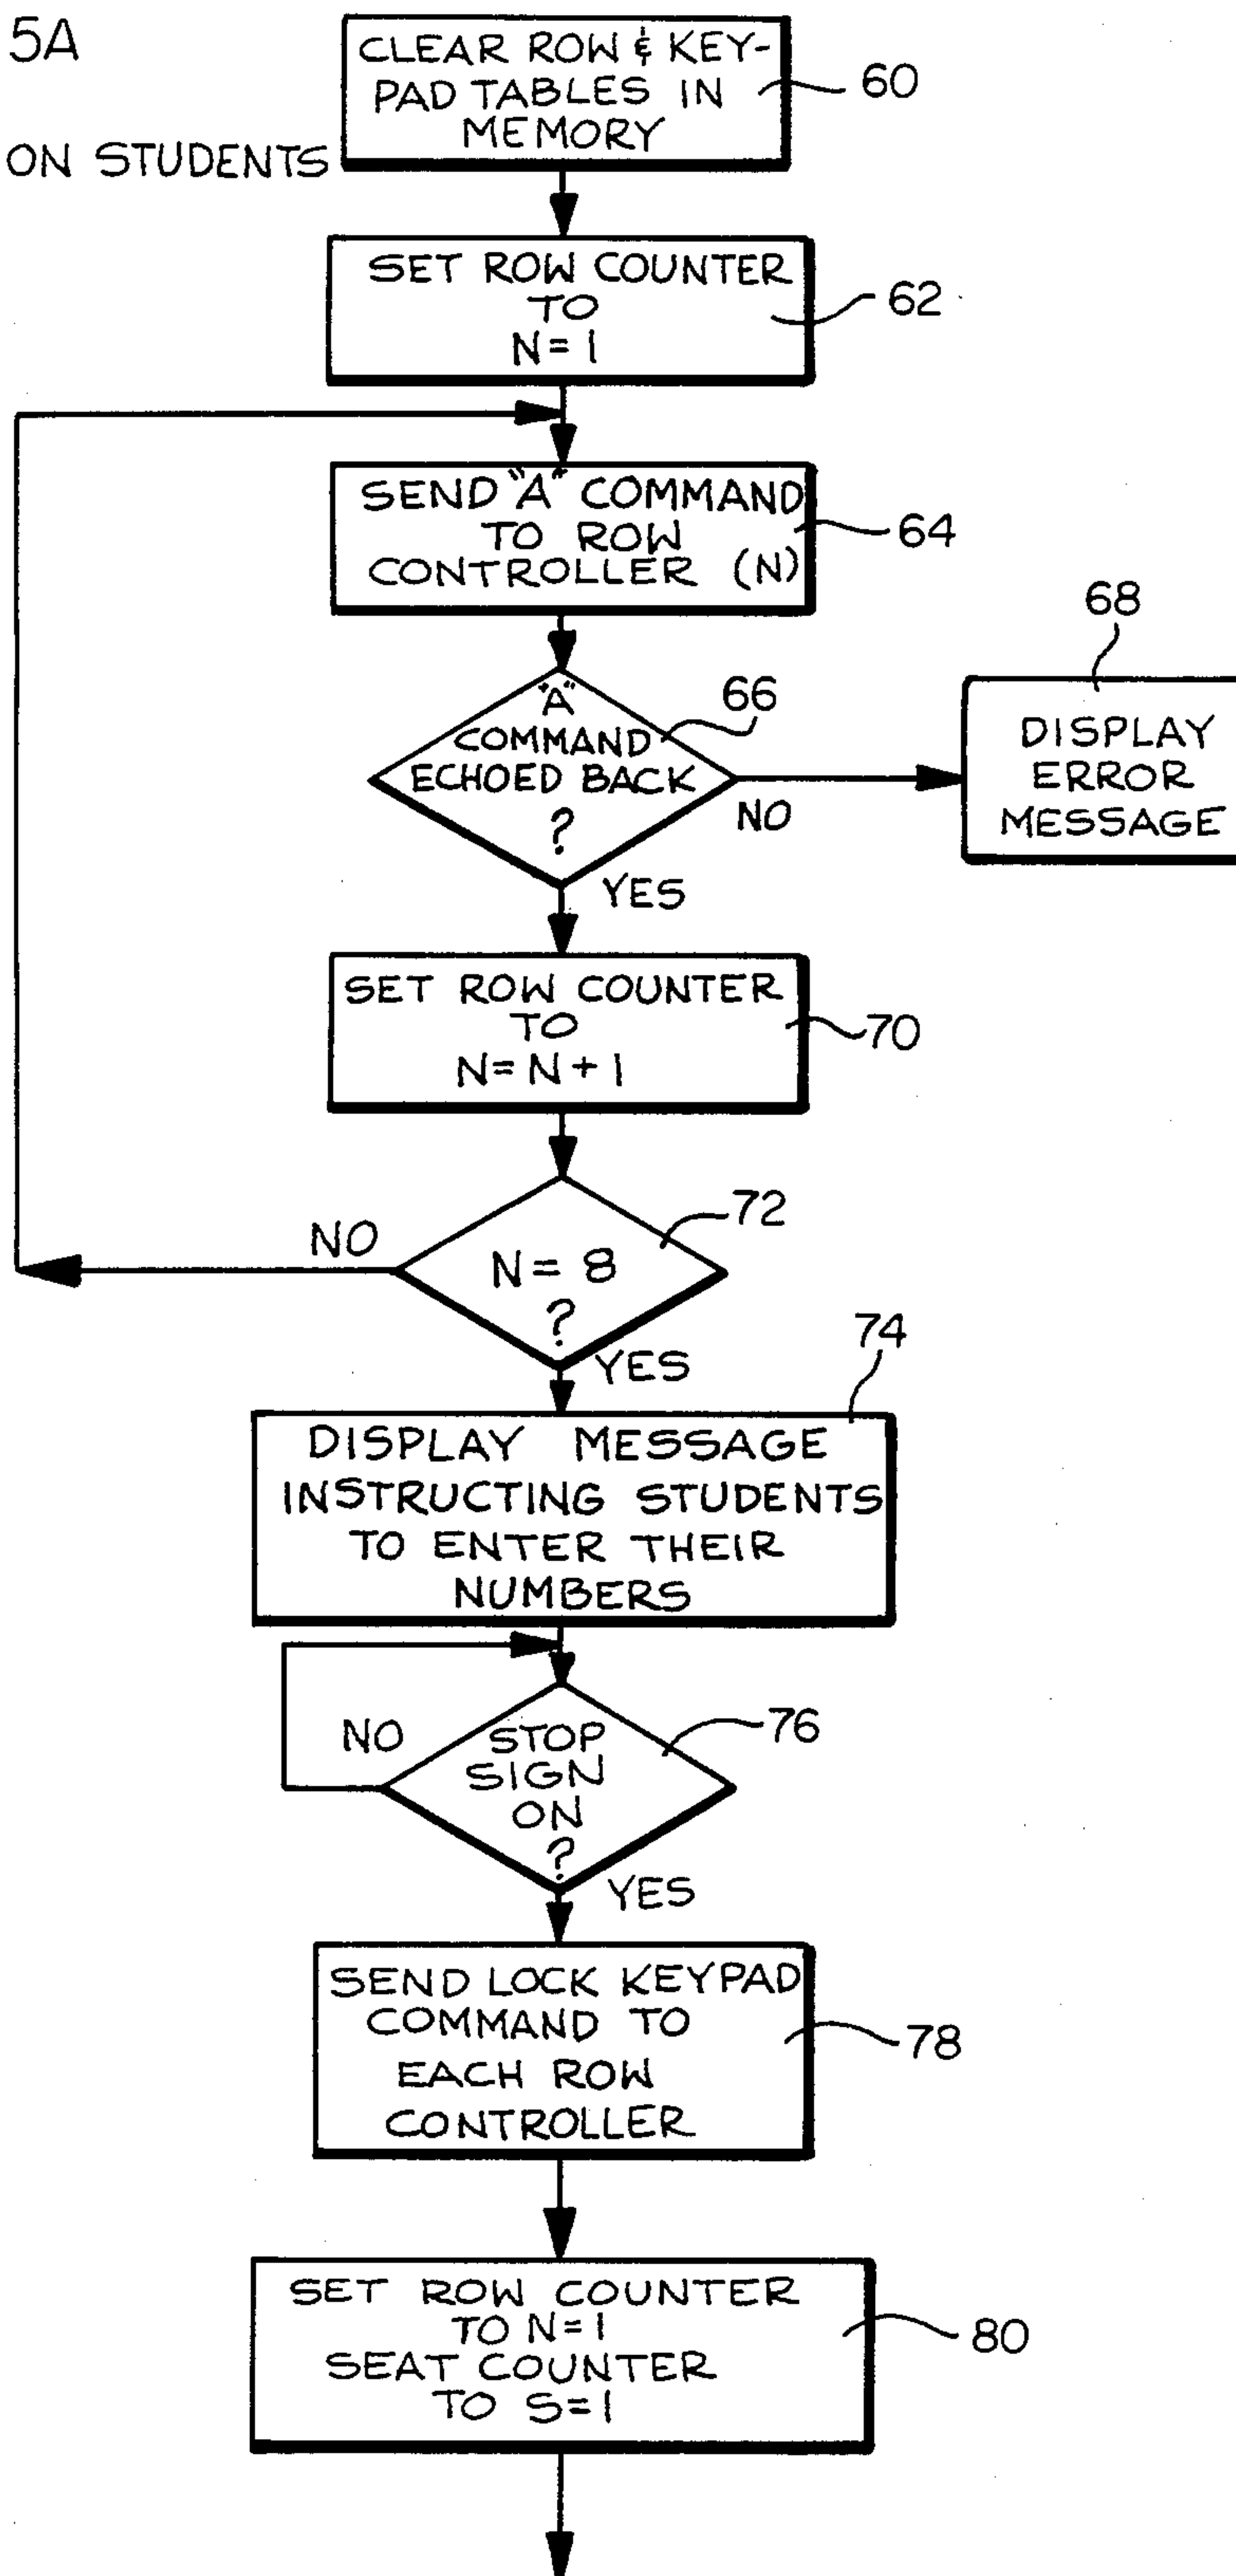 5A
ON STUDENTS
CLEAR ROW & KEY-
PAD TABLES IN
MEMORY
60
SET ROW COUNTER
TO
N=1
62
SEND "A" COMMAND
TO ROW
CONTROLLER (N)
64
"A"
COMMAND
ECHOED BACK
?
66
NO
YES
68
DISPLAY
ERROR
MESSAGE
SET ROW COUNTER
TO
N=N+1
70
N=8
?
72
NO
YES
74
DISPLAY MESSAGE
INSTRUCTING STUDENTS
TO ENTER THEIR
NUMBERS
STOP
SIGN
ON
?
76
NO
YES
SEND LOCK KEYPAD
COMMAND TO
EACH ROW
CONTROLLER
78
SET ROW COUNTER
TO N=1
SEAT COUNTER
TO S=1
80